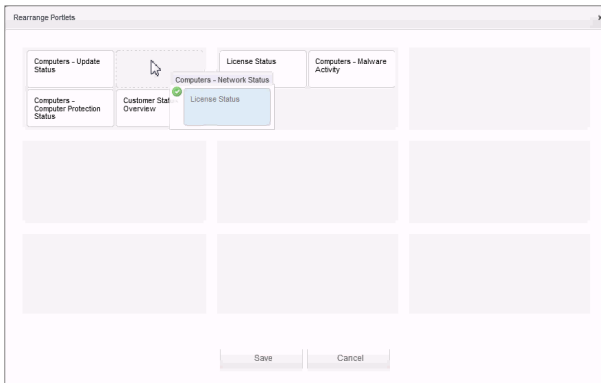 Rearrange Portlets
x
Computers - Update
Status
License Status
Computers - Malware
Activity
Computers - Network Status
License Status
Computers -
Computer Protection
Status
Customer Stat
Overview
Save
Cancel